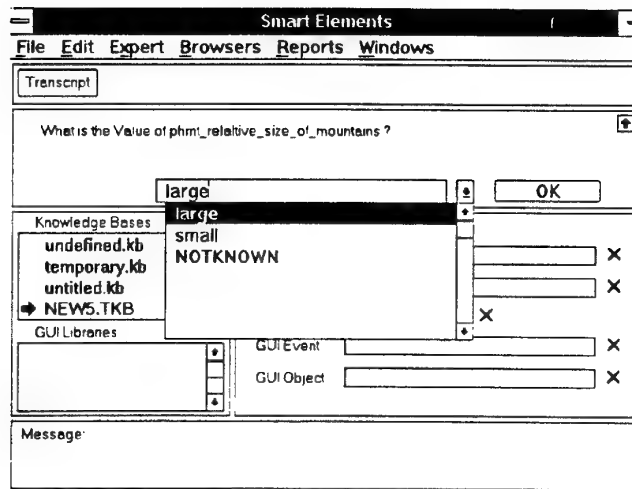 Smart Elements
File Edit Expert Browsers Reports Windows
Transcript
What is the Value of phmt_relaltive_size_of_mountains ?
large
OK
large
small
NOTKNOWN
Knowledge Bases
undefined.kb
temporary.kb
untitled.kb
NEW5.TKB
GUI Libraries
GUI Event
GUI Object
Message: